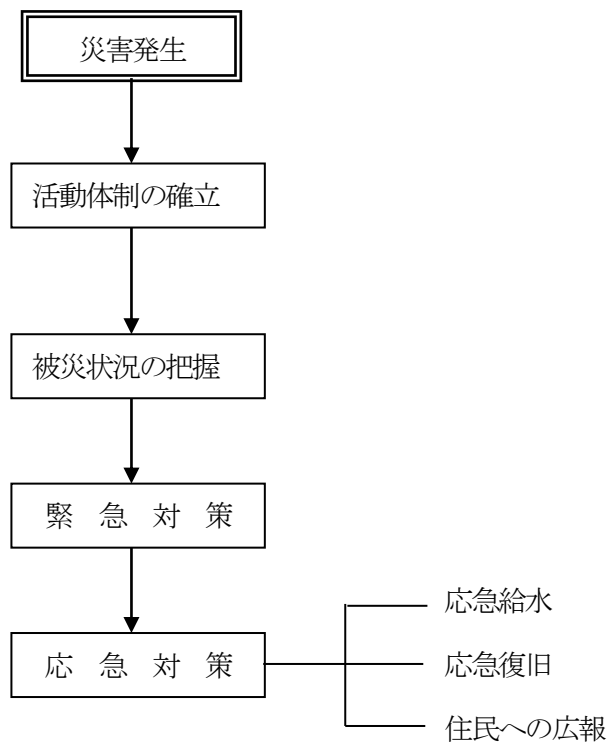 災害発生
活動体制の確立
被災状況の把握
緊　急　対　策
応　急　対　策
応急給水
応急復旧
住民への広報